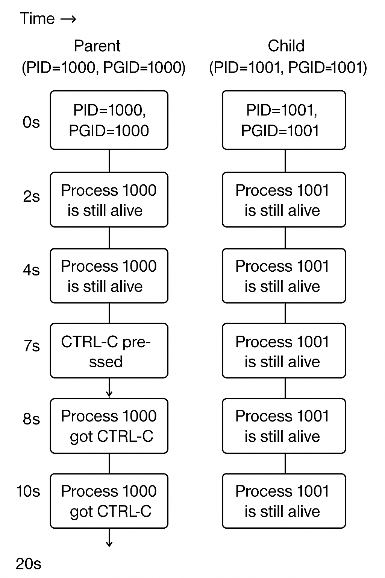 Time →
Parent
(PID=1000, PGID=1000)
Child
(PID=1001, PGID=1001)
0s
PID=1000,
PGID=1000
PID=1001,
PGID=1001
2s
Process 1000
is still alive
Process 1001
is still alive
4s
Process 1000
is still alive
Process 1001
is still alive
7s
CTRL-C pre-
ssed
Process 1001
is still alive
8s
Process 1000
got CTRL-C
Process 1001
is still alive
10s
Process 1000
got CTRL-C
Process 1001
is still alive
20s